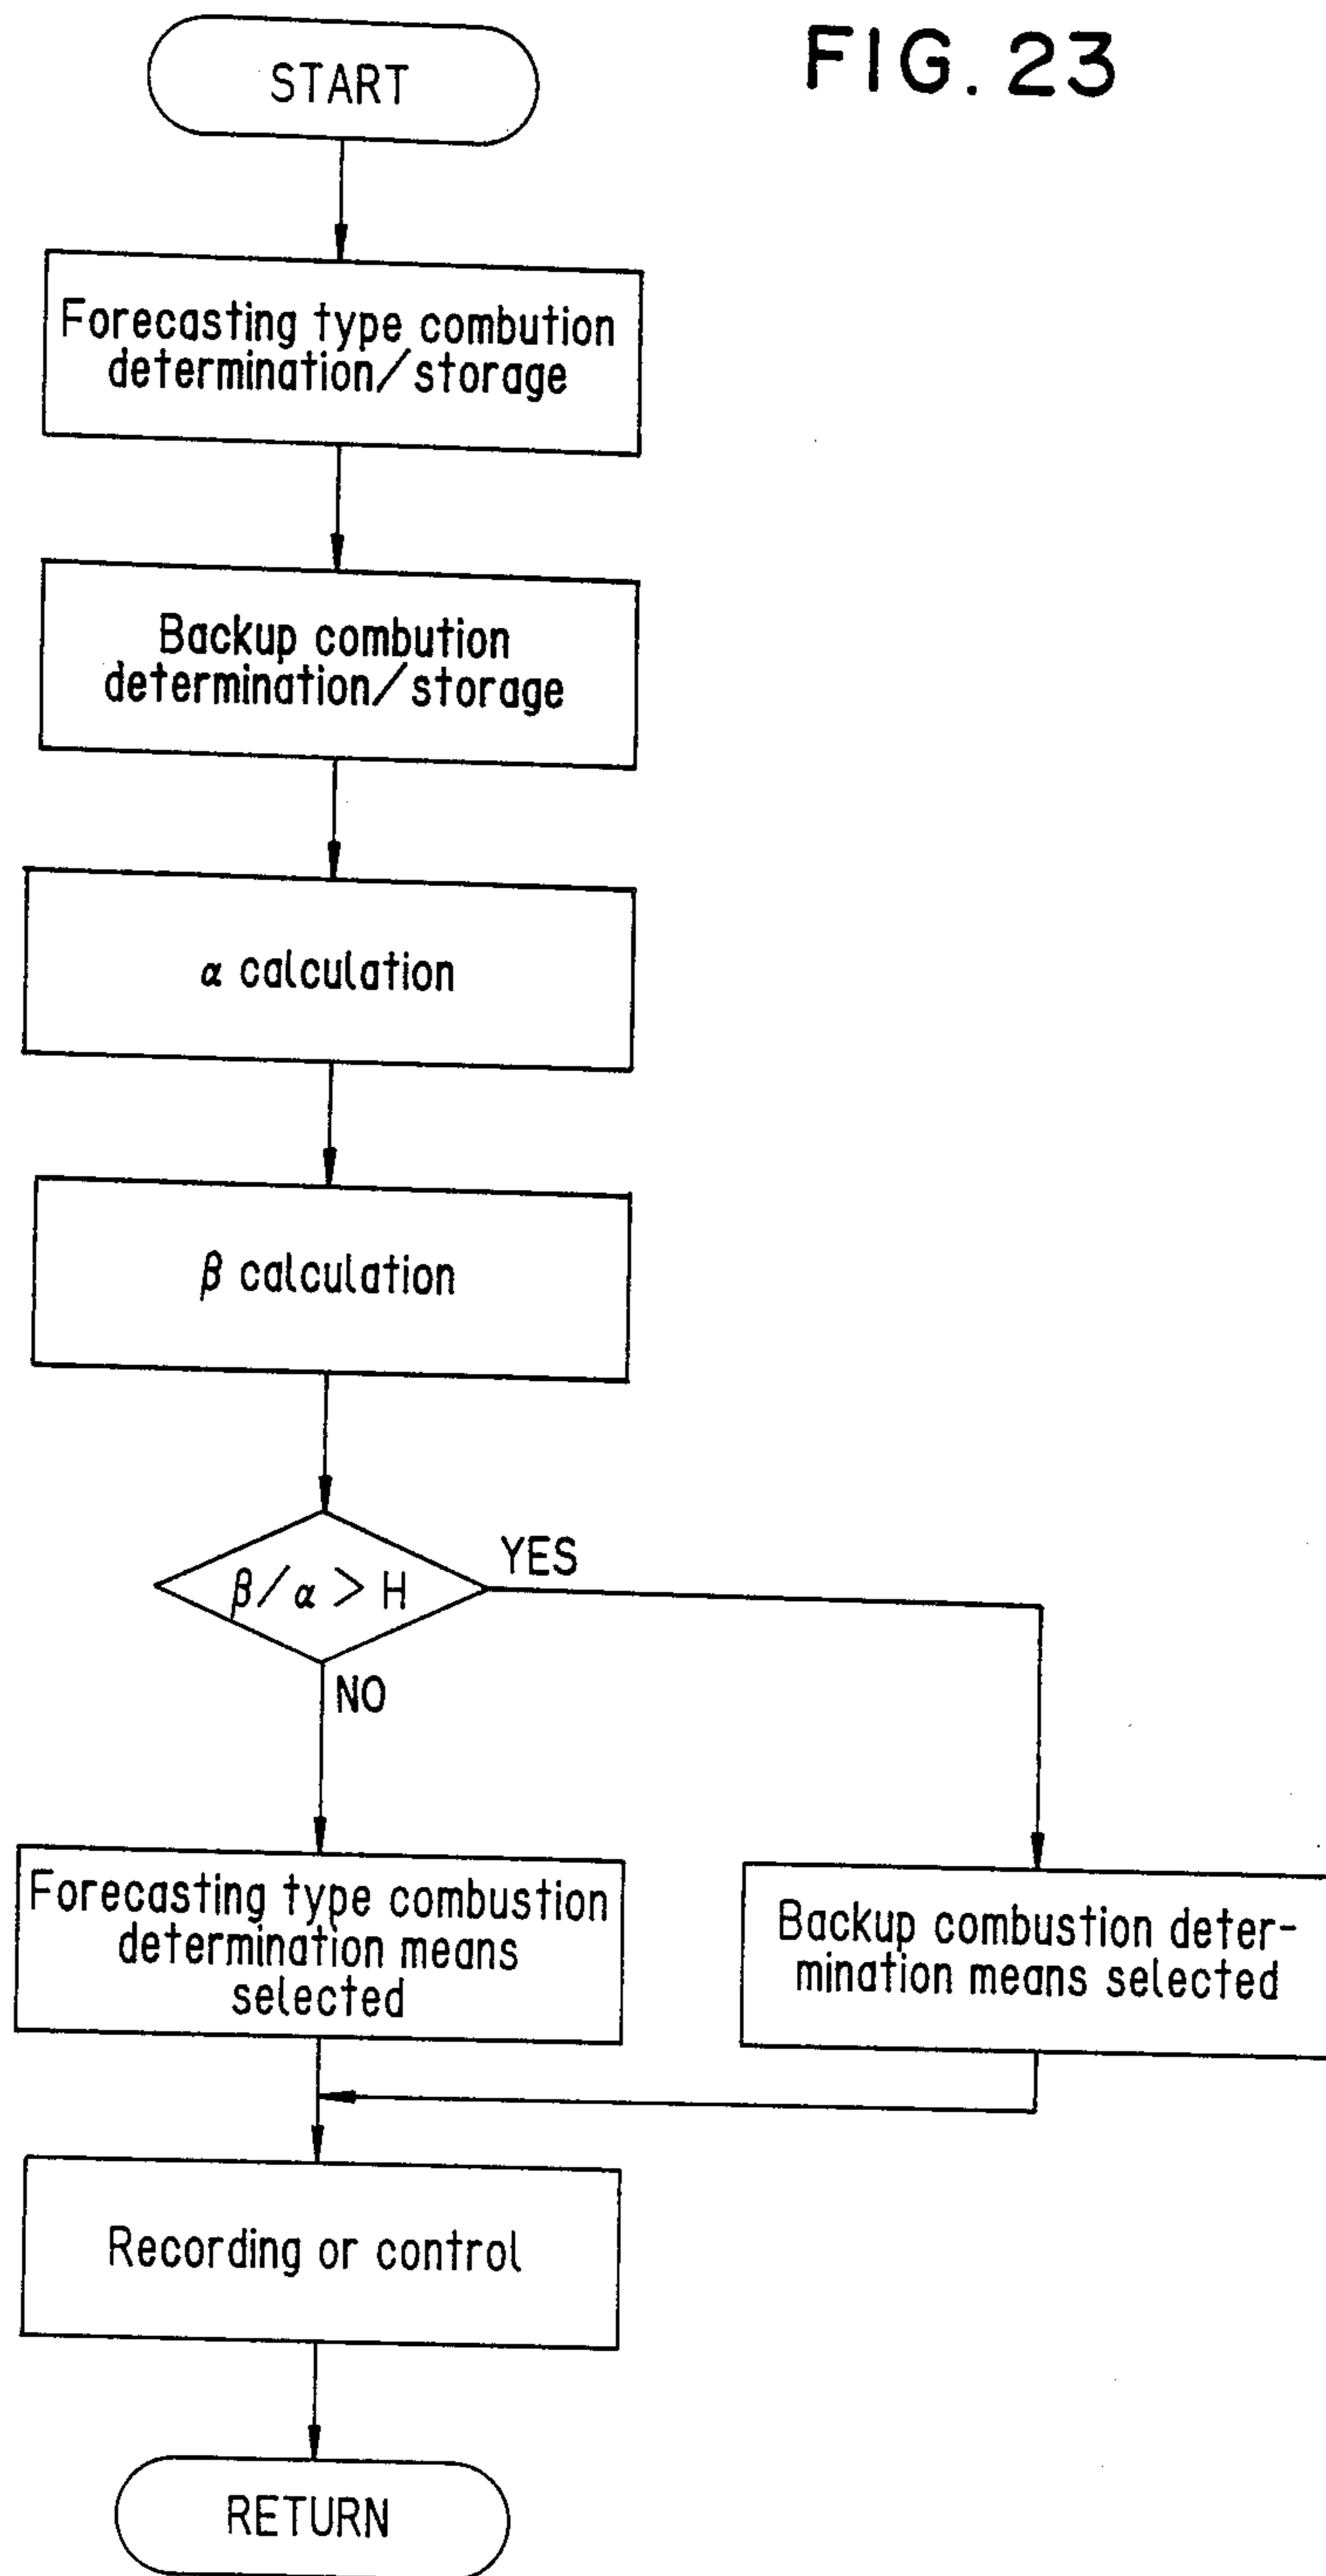 FIG. 23
START
Forecasting type combution
determination/storage
Backup combution
determination/storage
α calculation
β calculation
β/α > H
YES
NO
Forecasting type combustion
determination means
selected
Backup combustion deter-
mination means selected
Recording or control
RETURN